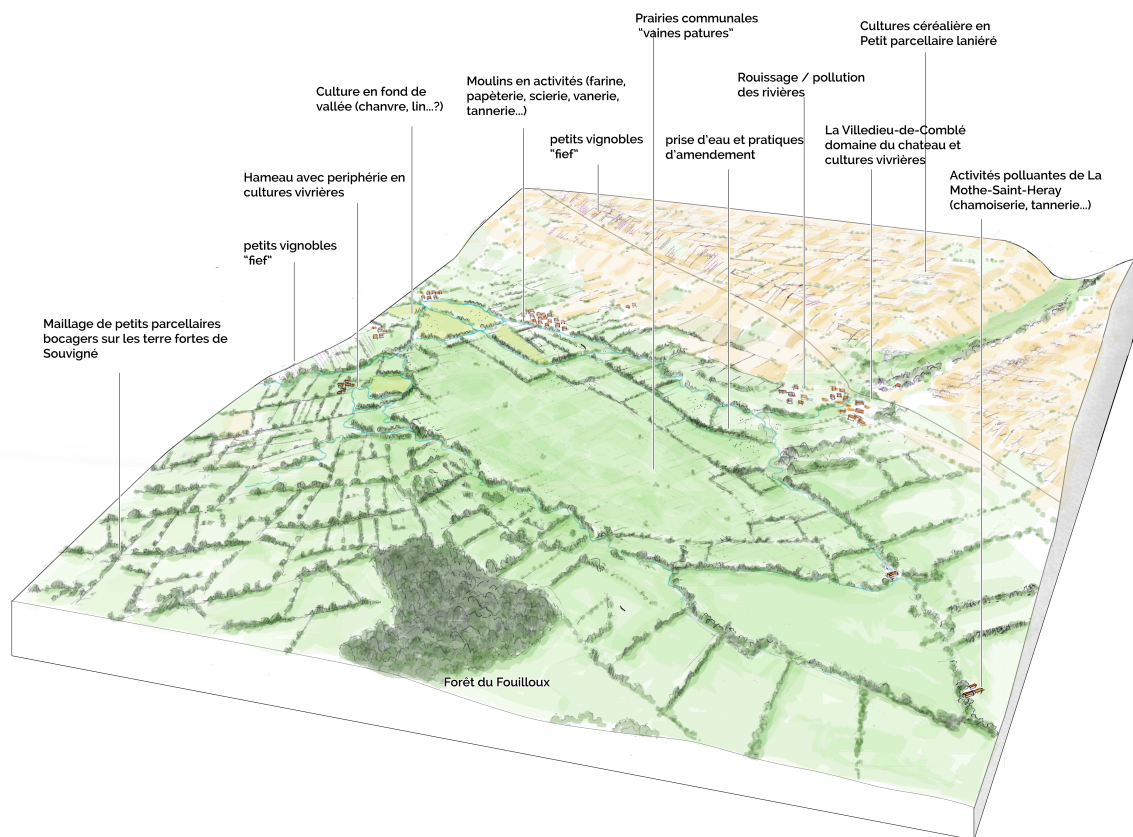 Prairies communales
"vaines patures"
Cultures céréalière en
Petit parcellaire laniéré
Culture en fond de
vallée (chanvre, lin...?)
Moulins en activités (farine,
papèterie, scierie, vanerie,
tannerie...)
Rouissage / pollution
des rivières
petits vignobles
"fief"
prise d'eau et pratiques
d'amendement
La Villedieu-de-Comblé
domaine du chateau et
cultures vivrières
Hameau avec periphérie en
cultures vivrières
Activités polluantes de La
Mothe-Saint-Heray
(chamoiserie, tannerie...)
petits vignobles
"fief"
Maillage de petits parcellaires
bocagers sur les terre fortes de
Souvigné
Forêt du Fouilloux